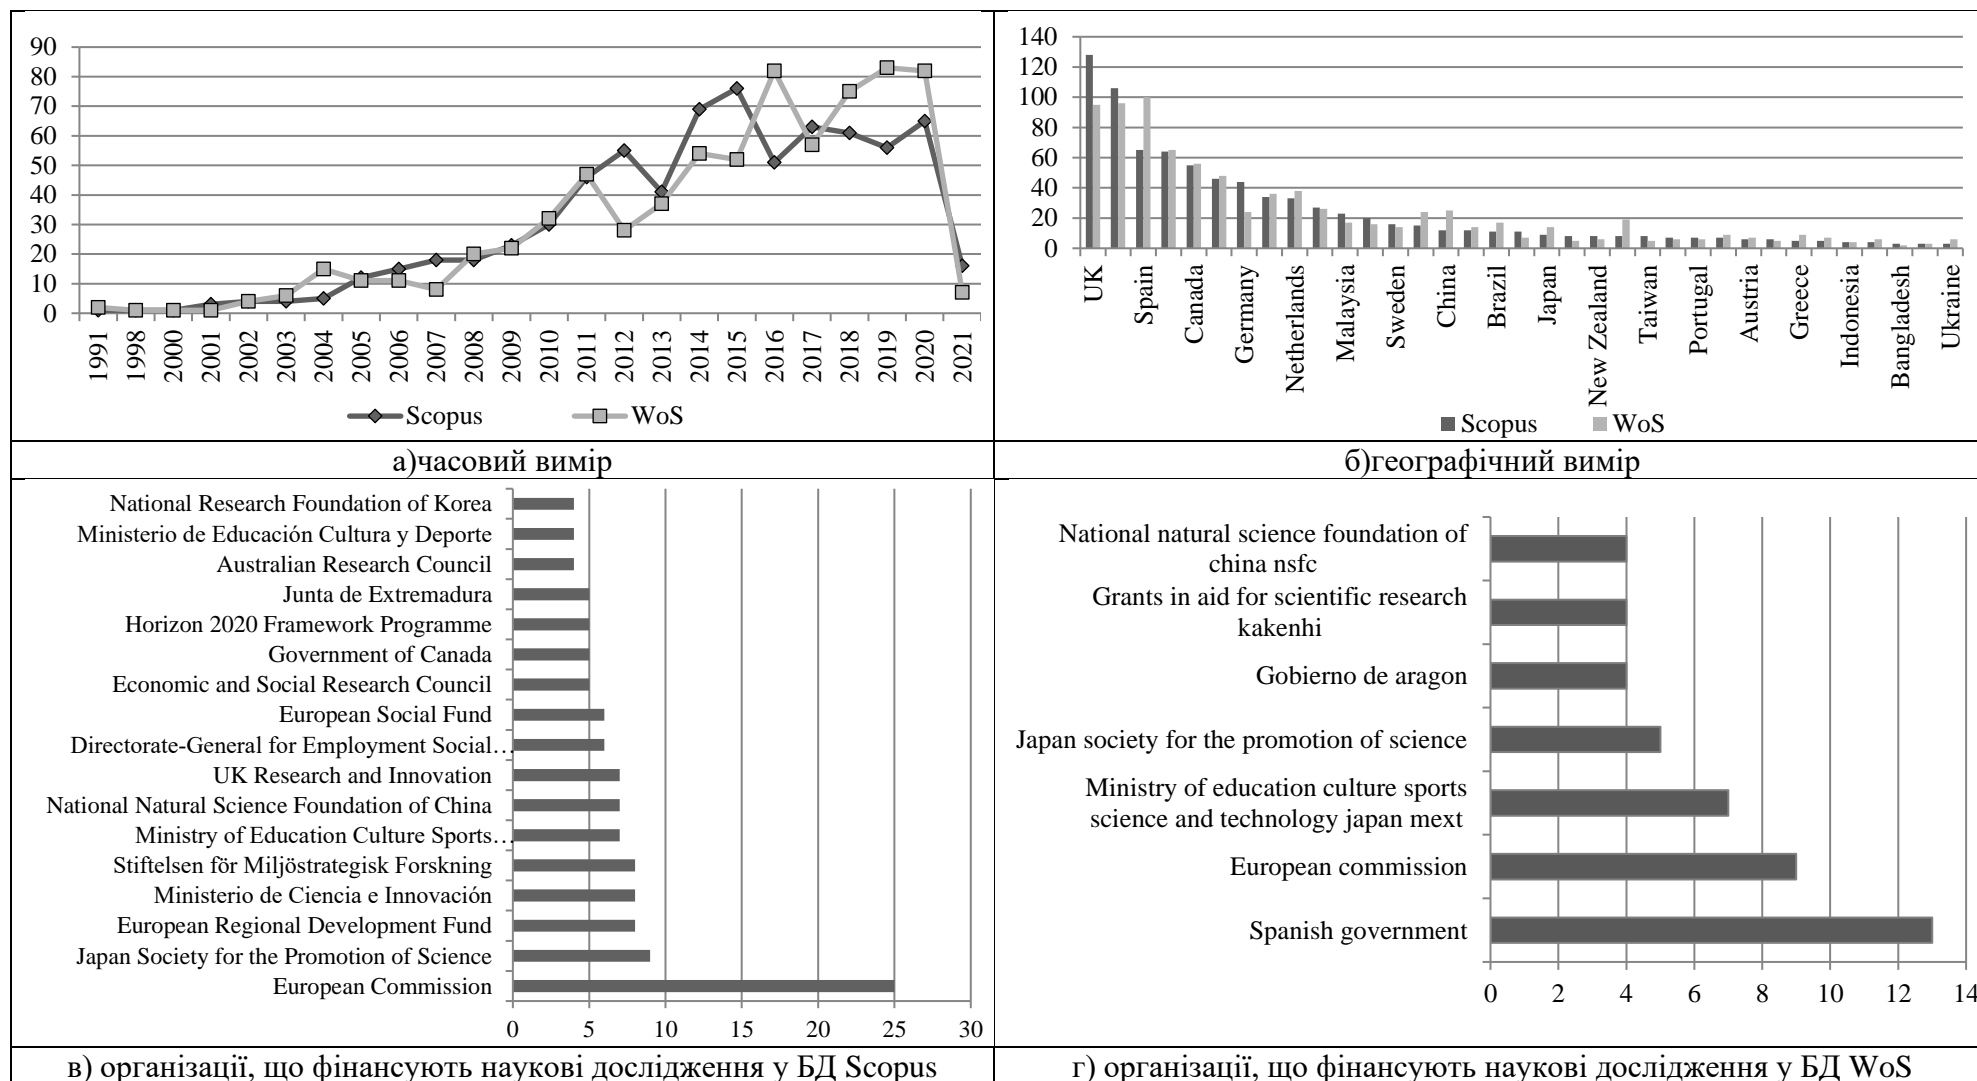 90
80
70
60
50
40
30
20
10
0
1991
1998
2000
2001
2002
2003
2004
2005
2006
2007
2008
2009
2010
2011
2012
2013
2014
2015
2016
2017
2018
2019
2020
2021
Scopus
WoS
а)часовий вимір
140
120
100
80
60
40
20
0
UK
Spain
Canada
Germany
Netherlands
Malaysia
Sweden
China
Brazil
Japan
New Zealand
Taiwan
Portugal
Austria
Greece
Indonesia
Bangladesh
Ukraine
Scopus
WoS
б)географічний вимір
National Research Foundation of Korea
Ministerio de Educación Cultura y Deporte
Australian Research Council
Junta de Extremadura
Horizon 2020 Framework Programme
Government of Canada
Economic and Social Research Council
European Social Fund
Directorate-General for Employment Social…
UK Research and Innovation
National Natural Science Foundation of China
Ministry of Education Culture Sports…
Stiftelsen för Miljöstrategisk Forskning
Ministerio de Ciencia e Innovación
European Regional Development Fund
Japan Society for the Promotion of Science
European Commission
0 5 10 15 20 25 30
в) організації, що фінансують наукові дослідження у БД Scopus
National natural science foundation of
china nsfc
Grants in aid for scientific research
kakenhi
Gobierno de aragon
Japan society for the promotion of science
Ministry of education culture sports
science and technology japan mext
European commission
Spanish government
0 2 4 6 8 10 12 14
г) організації, що фінансують наукові дослідження у БД WoS